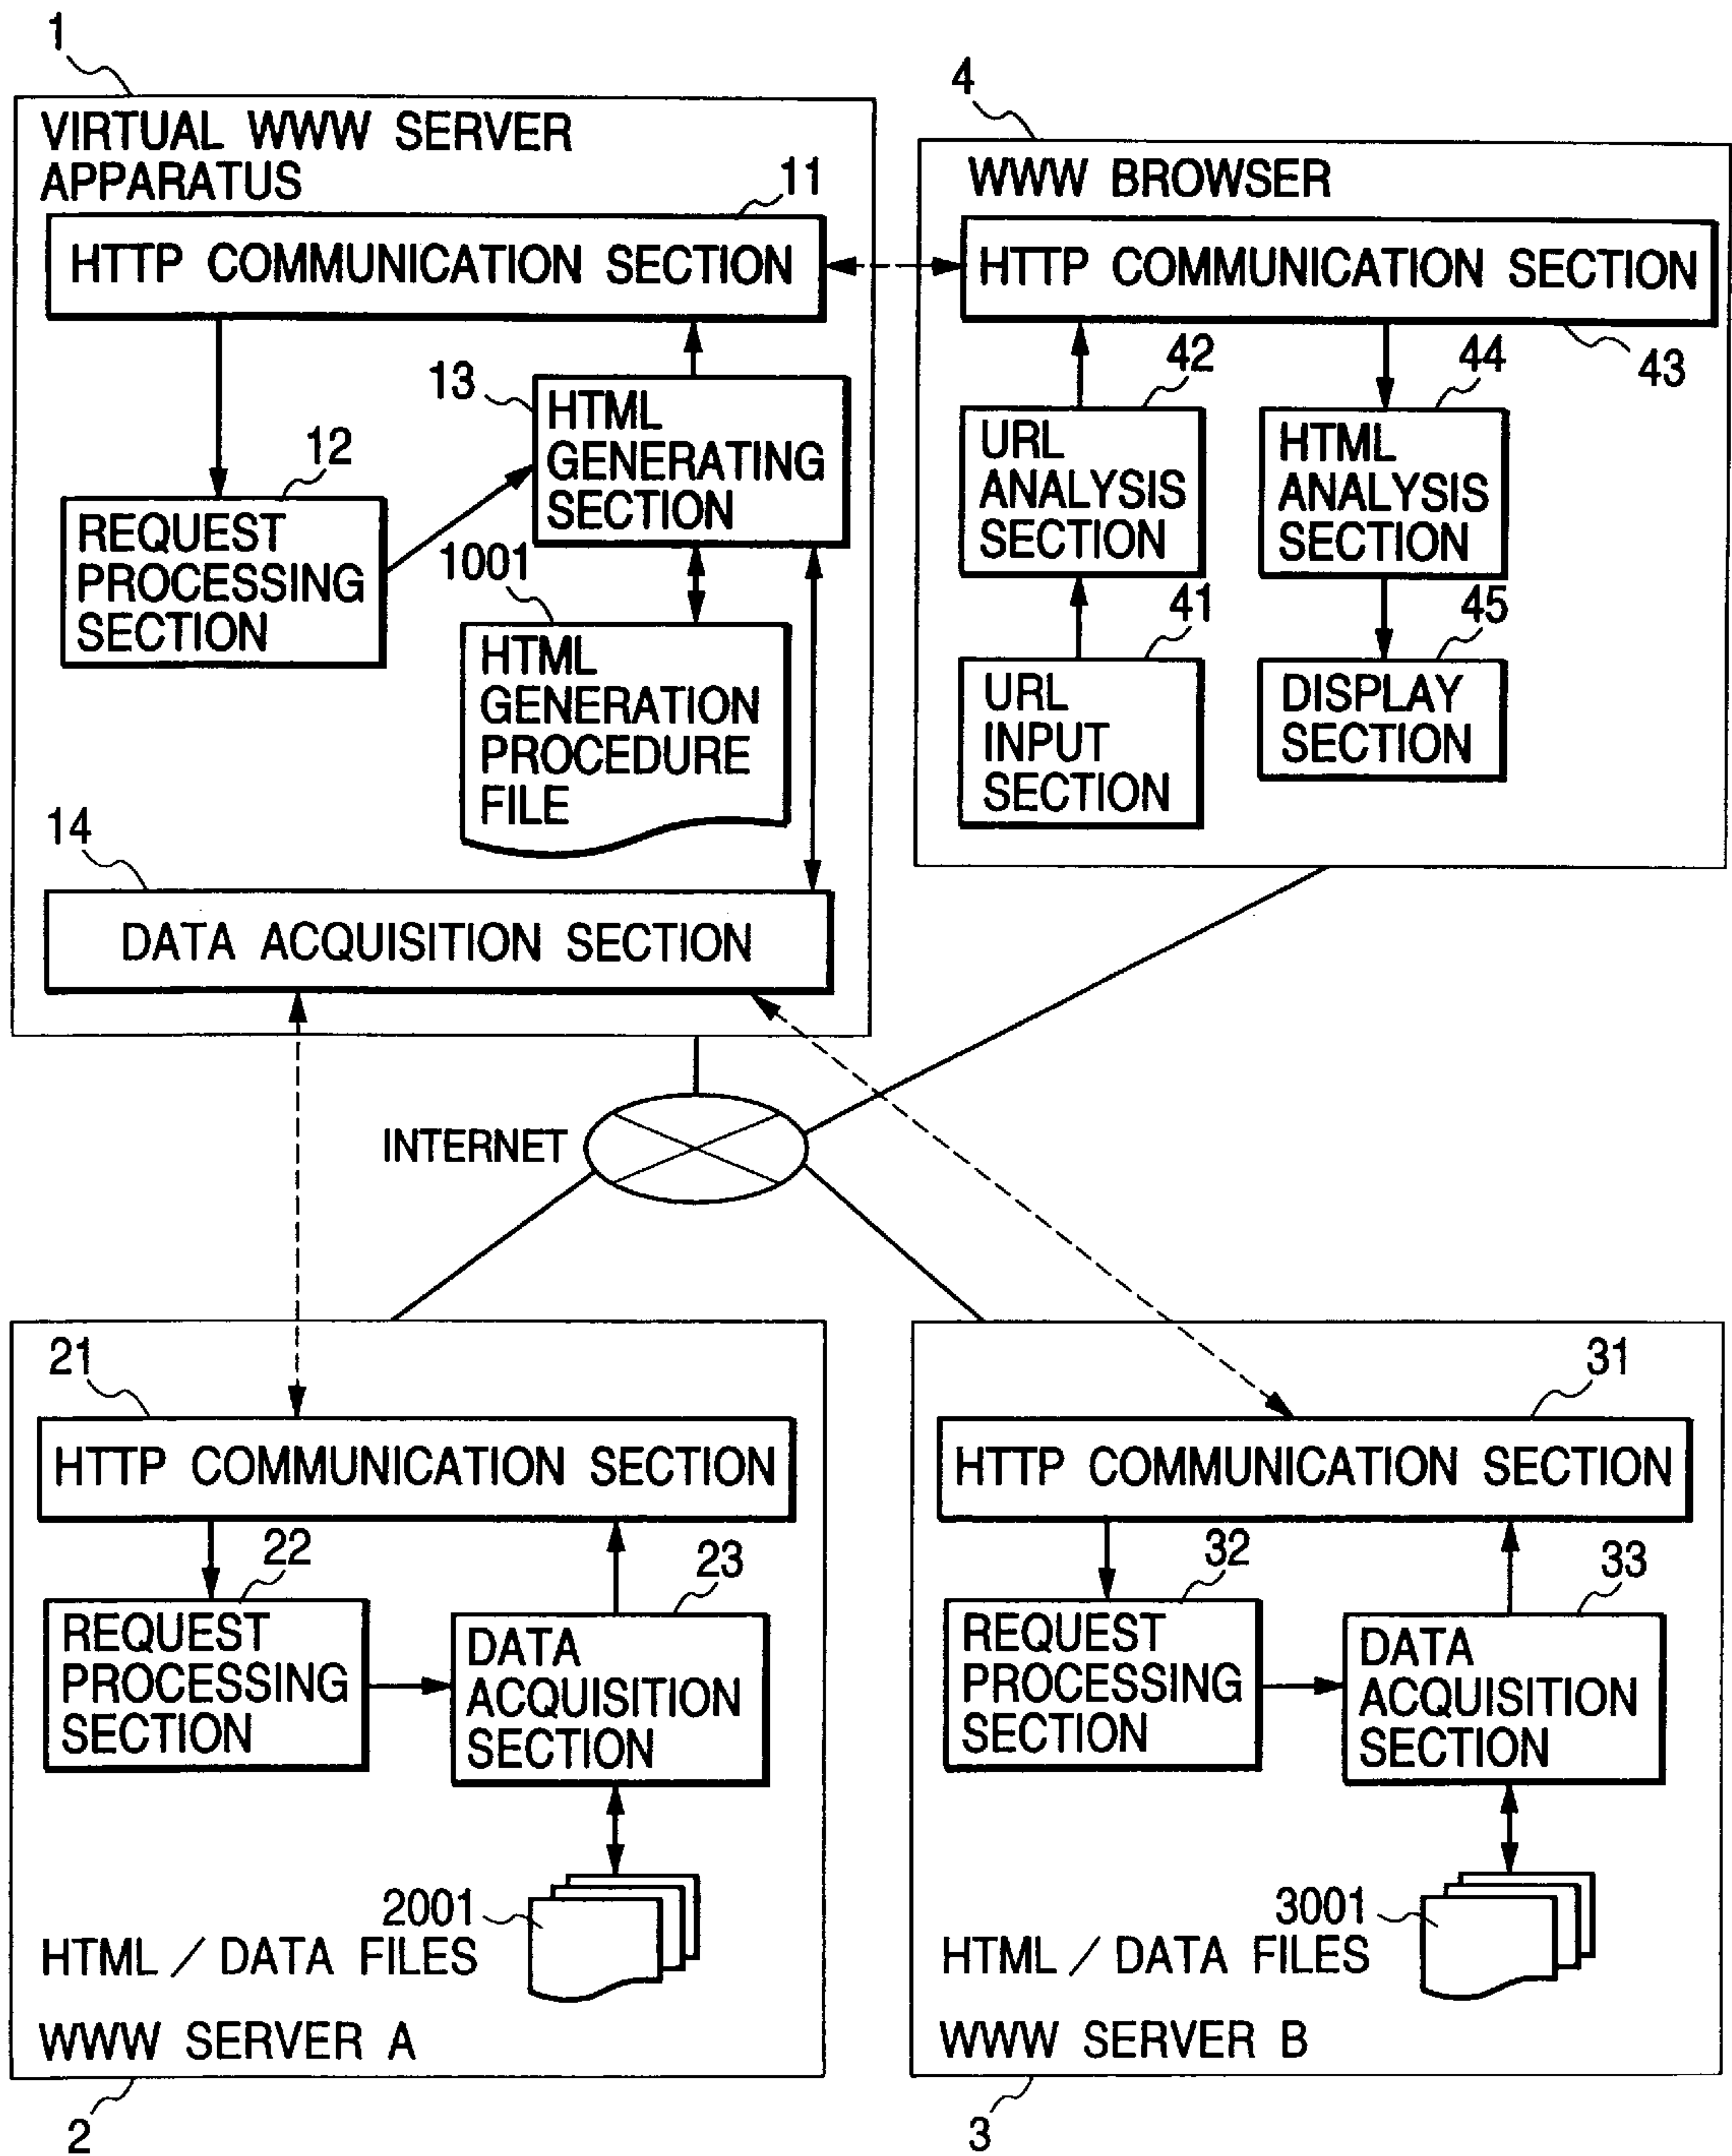 1
VIRTUAL WWW SERVER
APPARATUS
11
HTTP COMMUNICATION SECTION
13
HTML
GENERATING
SECTION
12
REQUEST
PROCESSING
SECTION
1001
HTML
GENERATION
PROCEDURE
FILE
14
DATA ACQUISITION SECTION
4
WWW BROWSER
HTTP COMMUNICATION SECTION
43
42
URL
ANALYSIS
SECTION
44
HTML
ANALYSIS
SECTION
41
URL
INPUT
SECTION
45
DISPLAY
SECTION
INTERNET
21
HTTP COMMUNICATION SECTION
22
REQUEST
PROCESSING
SECTION
23
DATA
ACQUISITION
SECTION
2001
HTML / DATA FILES
WWW SERVER A
2
31
HTTP COMMUNICATION SECTION
32
REQUEST
PROCESSING
SECTION
33
DATA
ACQUISITION
SECTION
3001
HTML / DATA FILES
WWW SERVER B
3